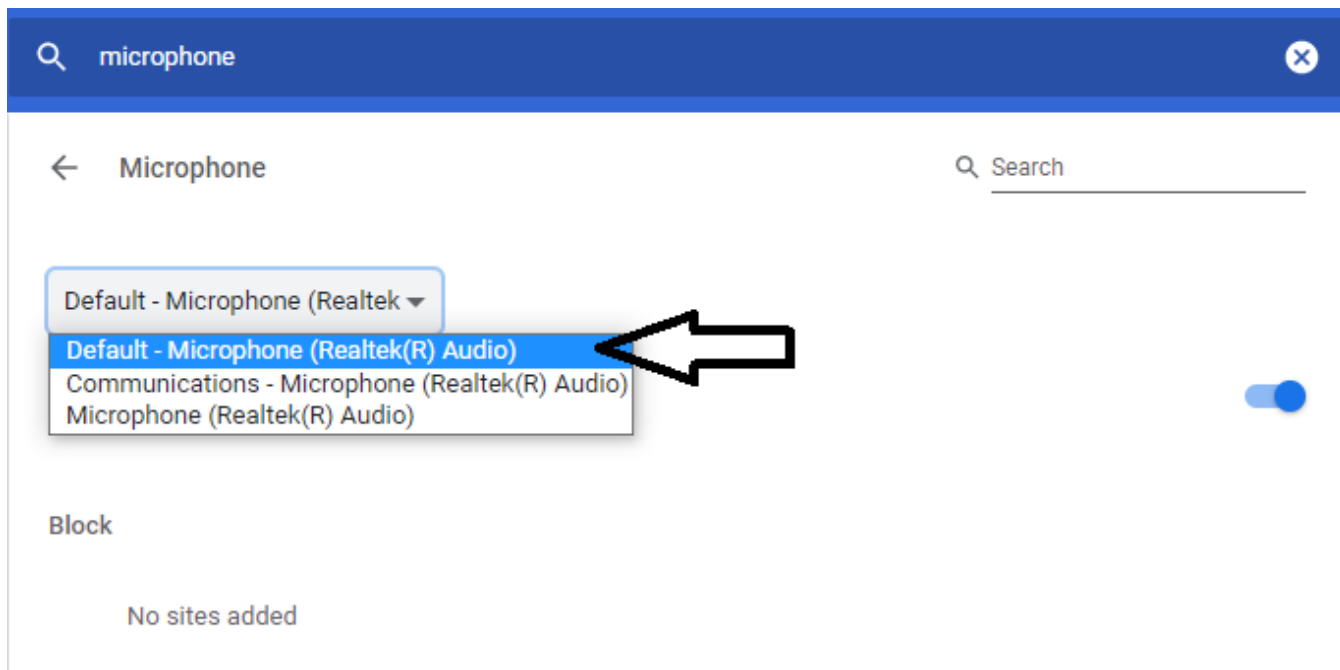 microphone
Microphone
Search
Default - Microphone (Realtek
Default - Microphone (Realtek(R) Audio)
Communications - Microphone (Realtek(R) Audio)
Microphone (Realtek(R) Audio)
Block
No sites added